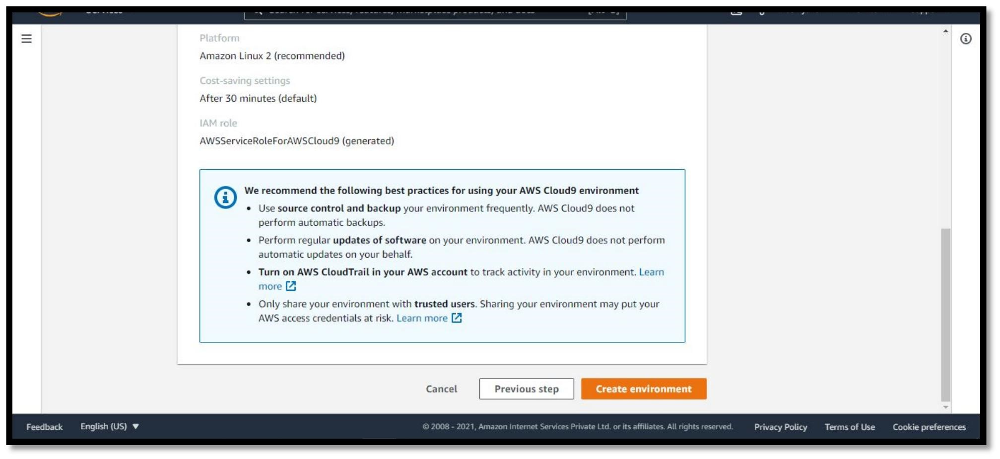 Platform
Amazon Linux 2 (recommended)
Cost-saving settings
After 30 minutes (default)
IAM role
AWSServiceRoleForAWSCloud9 (generated)
We recommend the following best practices for using your AWS Cloud9 environment
• Use source control and backup your environment frequently. AWS Cloud9 does not
perform automatic backups.
• Perform regular updates of software on your environment. AWS Cloud9 does not perform
automatic updates on your behalf.
• Turn on AWS CloudTrail in your AWS account to track activity in your environment. Learn
more
• Only share your environment with trusted users. Sharing your environment may put your
AWS access credentials at risk. Learn more
Cancel Previous step Create environment
Feedback English (US) ▼ © 2008 - 2021, Amazon Internet Services Private Ltd. or its affiliates. All rights reserved. Privacy Policy Terms of Use Cookie preferences